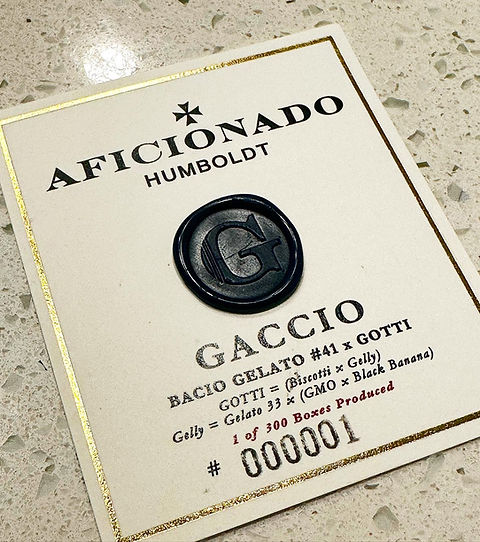 AFICIONADO
HUMBOLDT
G
GACCIO
BACIO GELATO #41 x GOTTI
GOTTI = (Biscotti x Gelly)
Gelly = Gelato 33 x (GMO x Black Banana)
1 of 300 Boxes Produced
# 000001